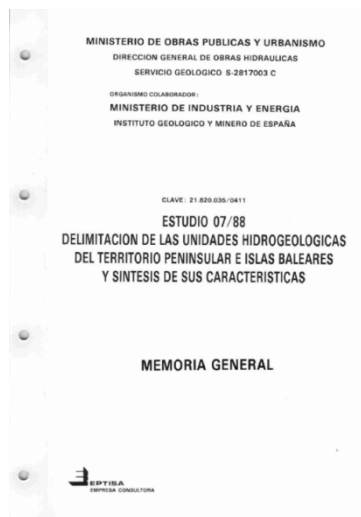 MINISTERIO DE OBRAS PUBLICAS Y URBANISMO
DIRECCION GENERAL DE OBRAS HIDRAULICAS
SERVICIO GEOLOGICO S-2817003 C
ORGANISMO COLABORADOR:
MINISTERIO DE INDUSTRIA Y ENERGIA
INSTITUTO GEOLOGICO Y MINERO DE ESPAÑA
CLAVE: 21.820.035/0411
ESTUDIO 07/88
DELIMITACION DE LAS UNIDADES HIDROGEOLOGICAS
DEL TERRITORIO PENINSULAR E ISLAS BALEARES
Y SINTESIS DE SUS CARACTERISTICAS
MEMORIA GENERAL
EPTISA
EMPRESA CONSULTORA